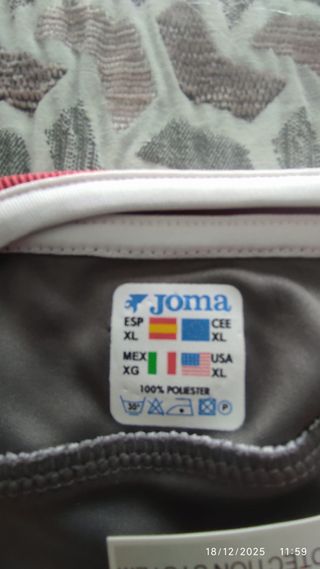 Joma
ESP CEE
XL XL
MEX USA
XG XL
100% POLIESTER
30° P
18/12/2025 11:59